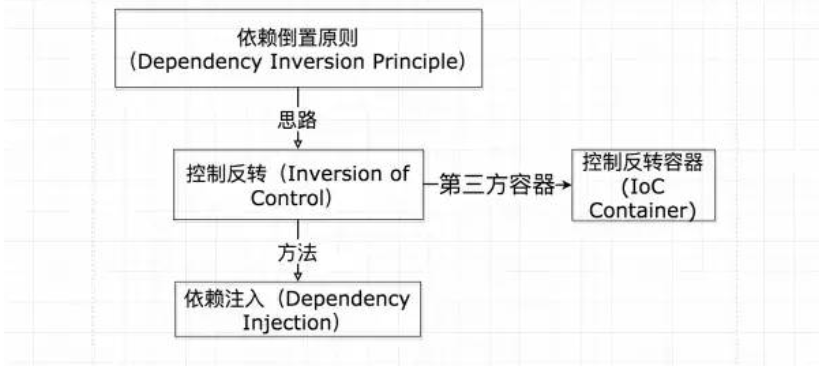 依赖倒置原则
（Dependency Inversion Principle）
思路
控制反转（Inversion of
Control）
第三方容器
控制反转容器
(IoC
Container)
方法
依赖注入（Dependency
Injection）